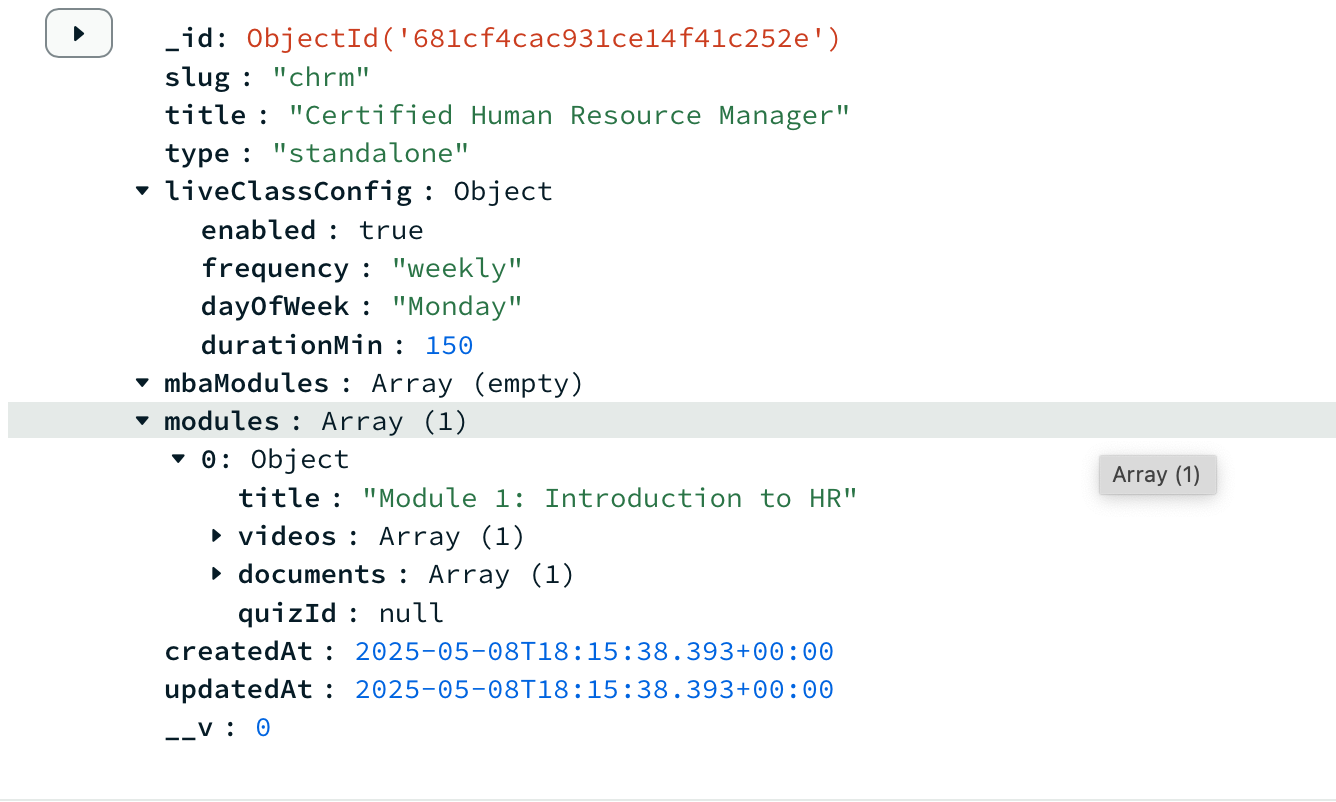 _id: ObjectId('681cf4cac931ce14f41c252e')
slug : "chrm"
title : "Certified Human Resource Manager"
type : "standalone"
liveClassConfig : Object
enabled : true
frequency : "weekly"
dayOfWeek : "Monday"
durationMin : 150
mbaModules : Array (empty)
modules : Array (1)
0: Object
Array (1)
title : "Module 1: Introduction to HR"
videos : Array (1)
documents : Array (1)
quizId : null
createdAt : 2025-05-08T18:15:38.393+00:00
updatedAt : 2025-05-08T18:15:38.393+00:00
__v : 0